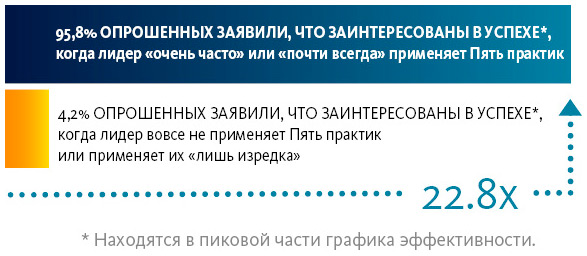 95,8% ОПРОШЕННЫХ ЗАЯВИЛИ, ЧТО ЗАИНТЕРЕСОВАНЫ В УСПЕХЕ*,
когда лидер «очень часто» или «почти всегда» применяет Пять практик
4,2% ОПРОШЕННЫХ ЗАЯВИЛИ, ЧТО ЗАИНТЕРЕСОВАНЫ В УСПЕХЕ*,
когда лидер вовсе не применяет Пять практик
или применяет их «лишь изредка»
22.8x
* Находятся в пиковой части графика эффективности.